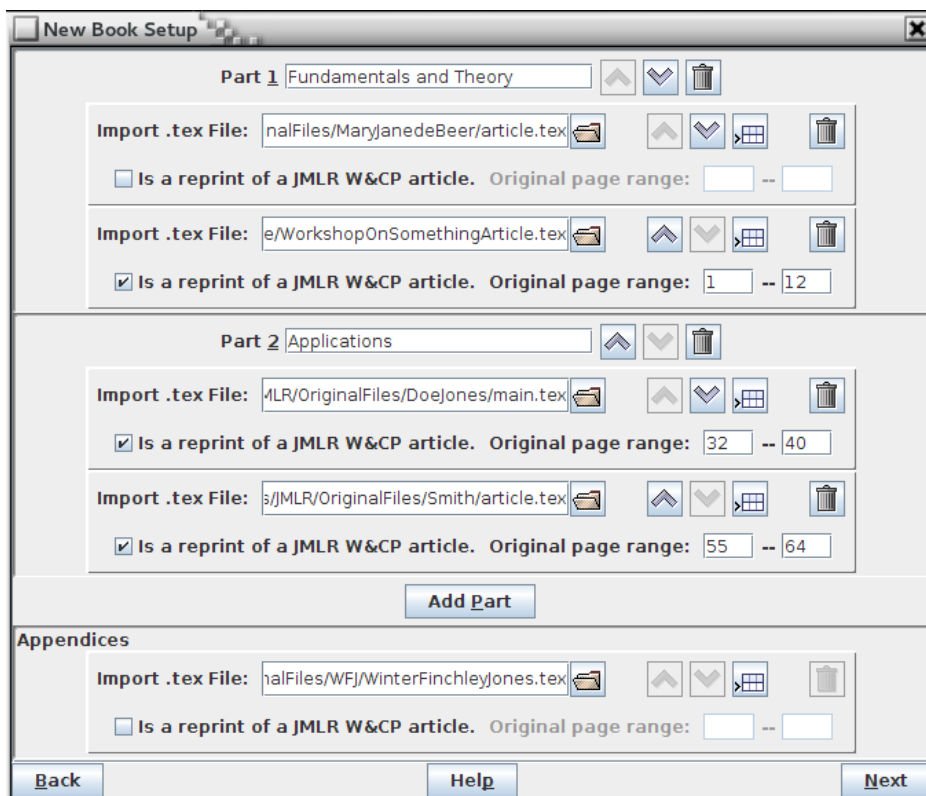 New Book Setup
Part 1 Fundamentals and Theory
Import .tex File: nalFiles/MaryJanedeBeer/article.tex
Is a reprint of a JMLR W&CP article. Original page range: --
Import .tex File: e/WorkshopOnSomethingArticle.tex
Is a reprint of a JMLR W&CP article. Original page range: 1 -- 12
Part 2 Applications
Import .tex File: MLR/OriginalFiles/DoeJones/main.tex
Is a reprint of a JMLR W&CP article. Original page range: 32 -- 40
Import .tex File: s/JMLR/OriginalFiles/Smith/article.tex
Is a reprint of a JMLR W&CP article. Original page range: 55 -- 64
Add Part
Appendices
Import .tex File: nalFiles/WFJ/WinterFinchleyJones.tex
Is a reprint of a JMLR W&CP article. Original page range: --
Back Help Next